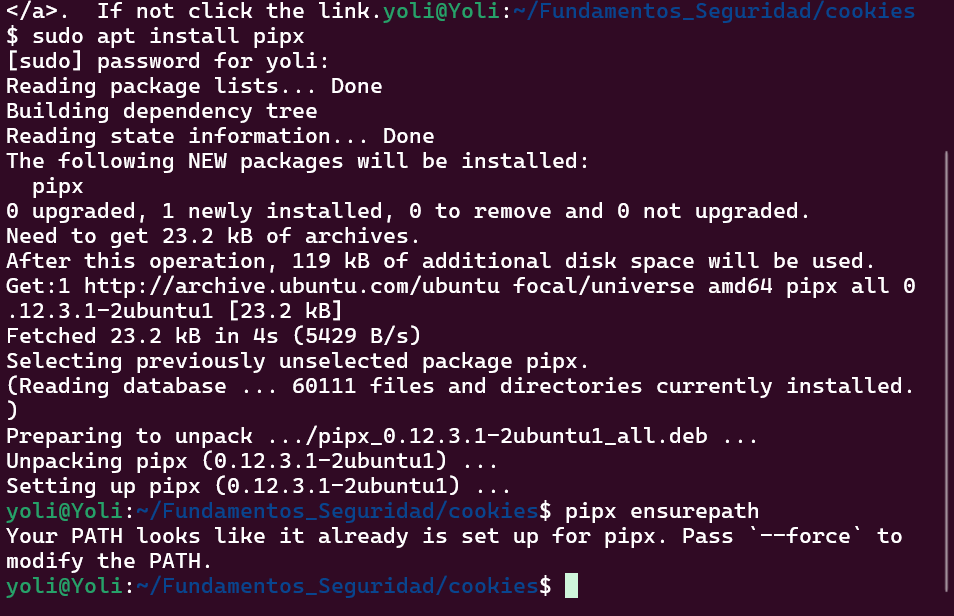 </a>.  If not click the link.yoli@Yoli:~/Fundamentos_Seguridad/cookies
$ sudo apt install pipx
[sudo] password for yoli:
Reading package lists... Done
Building dependency tree
Reading state information... Done
The following NEW packages will be installed:
  pipx
0 upgraded, 1 newly installed, 0 to remove and 0 not upgraded.
Need to get 23.2 kB of archives.
After this operation, 119 kB of additional disk space will be used.
Get:1 http://archive.ubuntu.com/ubuntu focal/universe amd64 pipx all 0
.12.3.1-2ubuntu1 [23.2 kB]
Fetched 23.2 kB in 4s (5429 B/s)
Selecting previously unselected package pipx.
(Reading database ... 60111 files and directories currently installed.
)
Preparing to unpack .../pipx_0.12.3.1-2ubuntu1_all.deb ...
Unpacking pipx (0.12.3.1-2ubuntu1) ...
Setting up pipx (0.12.3.1-2ubuntu1) ...
yoli@Yoli:~/Fundamentos_Seguridad/cookies$ pipx ensurepath
Your PATH looks like it already is set up for pipx. Pass `--force` to
modify the PATH.
yoli@Yoli:~/Fundamentos_Seguridad/cookies$